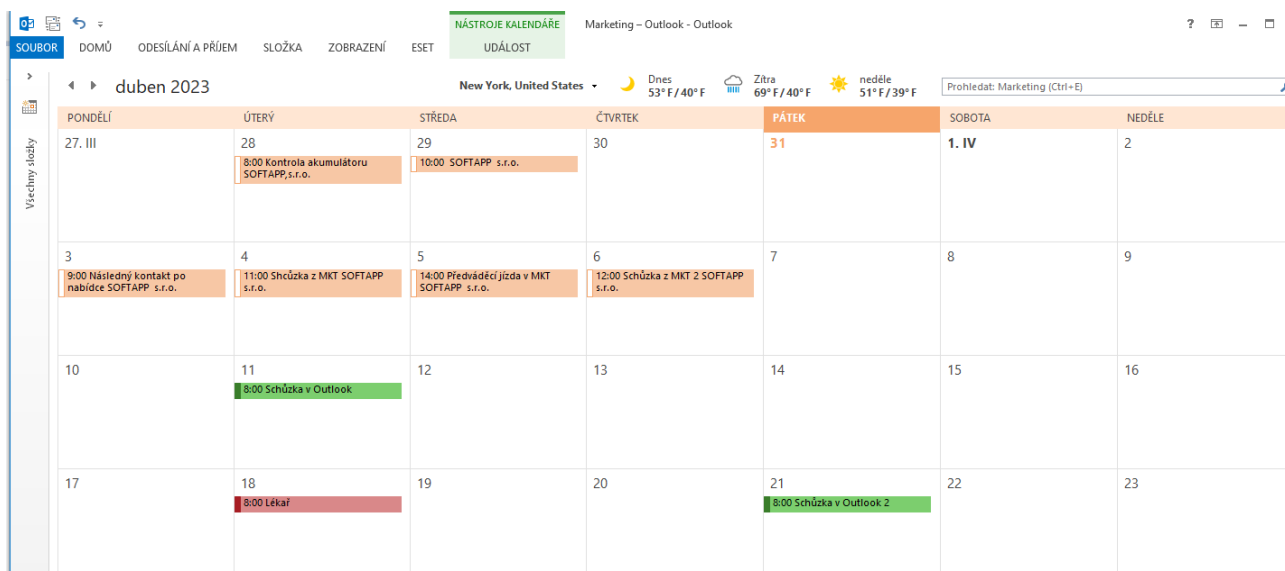 NÁSTROJE KALENDÁŘE
Marketing – Outlook - Outlook
?
SOUBOR
DOMŮ
ODESÍLÁNÍ A PŘÍJEM
SLOŽKA
ZOBRAZENÍ
ESET
UDÁLOST
duben 2023
New York, United States
Dnes
53° F / 40° F
Zítra
69° F / 40° F
neděle
51° F / 39° F
Prohledat: Marketing (Ctrl+E)
Všechny složky
PONDĚLÍ
ÚTERÝ
STŘEDA
ČTVRTEK
PÁTEK
SOBOTA
NEDĚLE
27. III
28
8:00 Kontrola akumulátoru
SOFTAPP,s.r.o.
29
10:00 SOFTAPP s.r.o.
30
31
1. IV
2
3
9:00 Následný kontakt po
nabídce SOFTAPP s.r.o.
4
11:00 Shcůzka z MKT SOFTAPP
s.r.o.
5
14:00 Předváděcí jízda v MKT
SOFTAPP s.r.o.
6
12:00 Schůzka z MKT 2 SOFTAPP
s.r.o.
7
8
9
10
11
8:00 Schůzka v Outlook
12
13
14
15
16
17
18
8:00 Lékař
19
20
21
8:00 Schůzka v Outlook 2
22
23